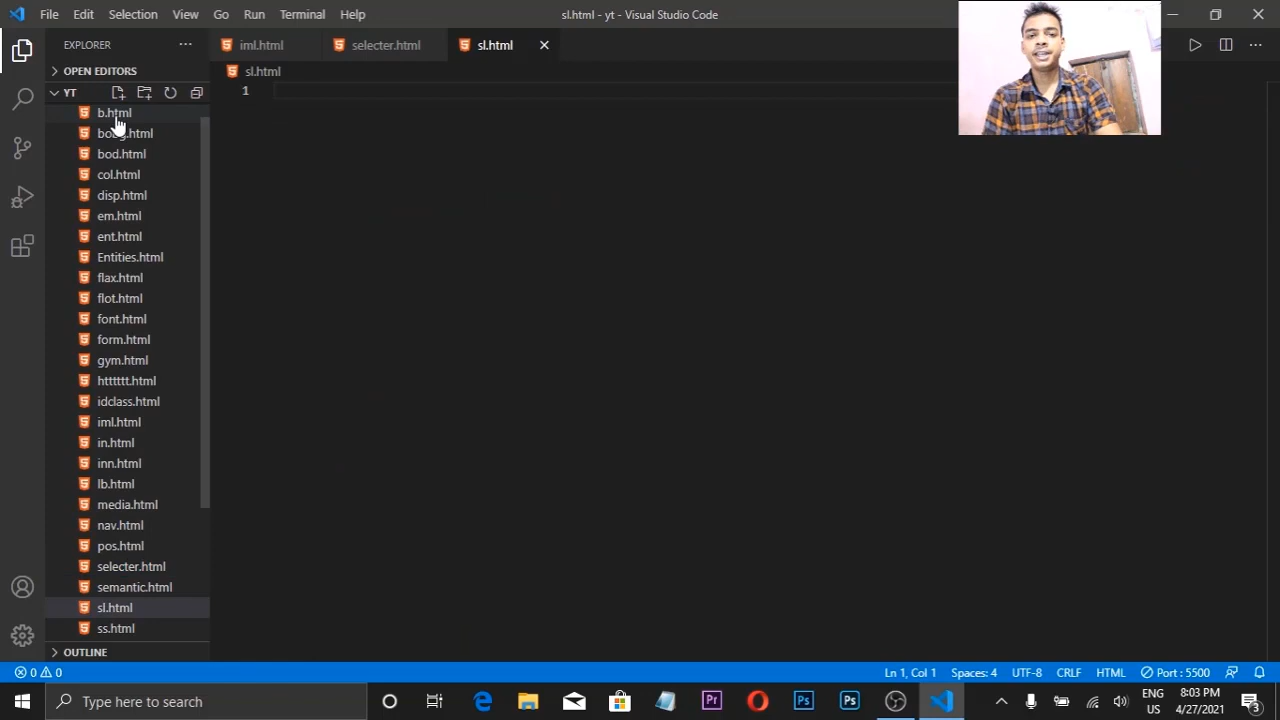 File Edit Selection View Go Run Terminal Help
sl.html - yt - Visual Studio Code
EXPLORER
iml.html
selecter.html
sl.html
OPEN EDITORS
sl.html
YT
1
b.html
bod.html
col.html
disp.html
em.html
ent.html
Entities.html
flax.html
flot.html
font.html
form.html
gym.html
htttttt.html
idclass.html
iml.html
in.html
inn.html
lb.html
media.html
nav.html
pos.html
selecter.html
semantic.html
sl.html
ss.html
OUTLINE
0 0
Ln 1, Col 1 Spaces: 4 UTF-8 CRLF HTML Port : 5500
Type here to search
ENG
US
8:03 PM
4/27/2021
3